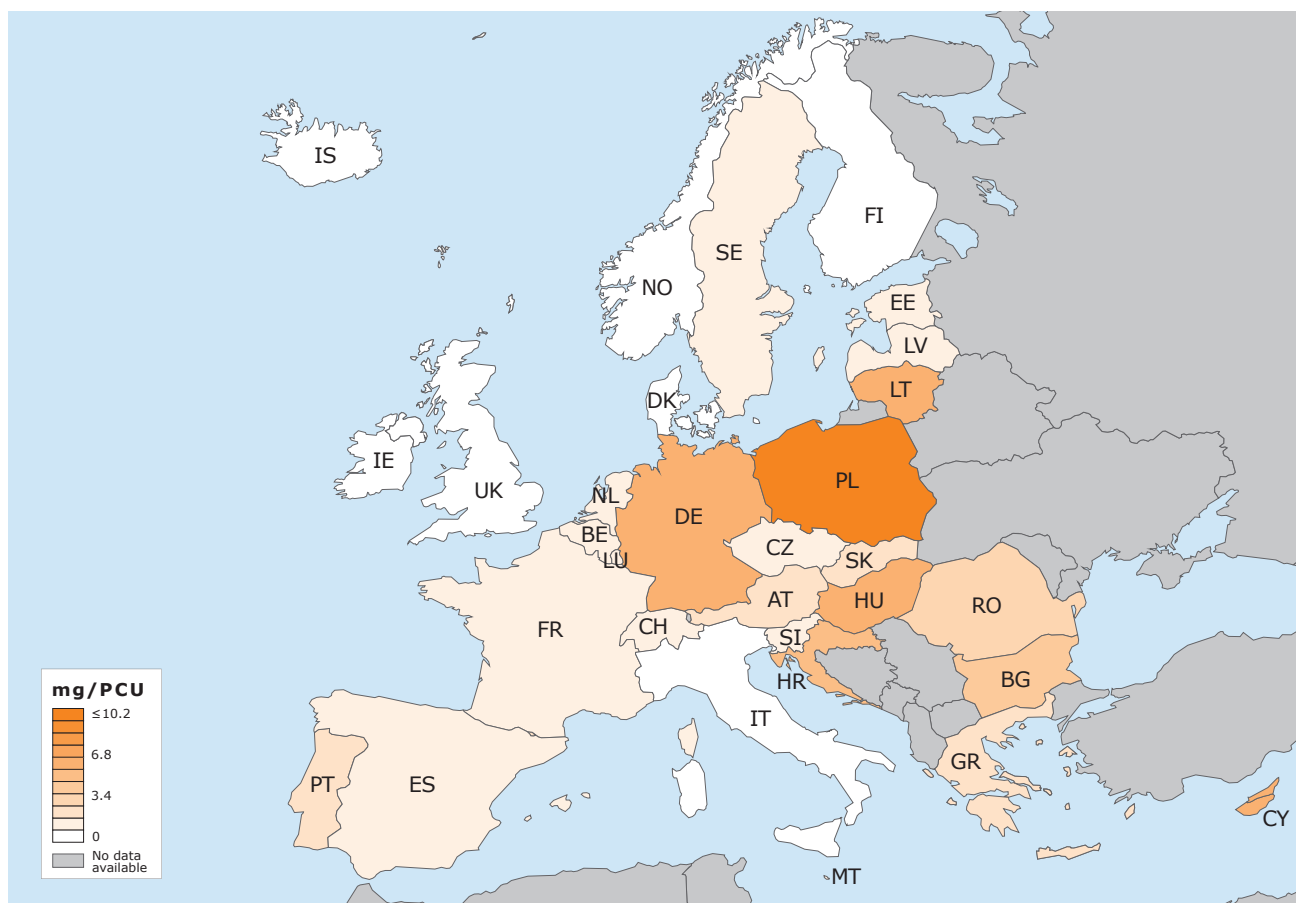 IS
FI
SE
NO
EE
LV
LT
DK
IE
UK
NL
PL
DE
BE
CZ
LU
SK
AT
HU
RO
FR
CH
SI
HR
BG
IT
PT
ES
GR
CY
MT
mg/PCU
≤10.2
6.8
3.4
0
No data
available